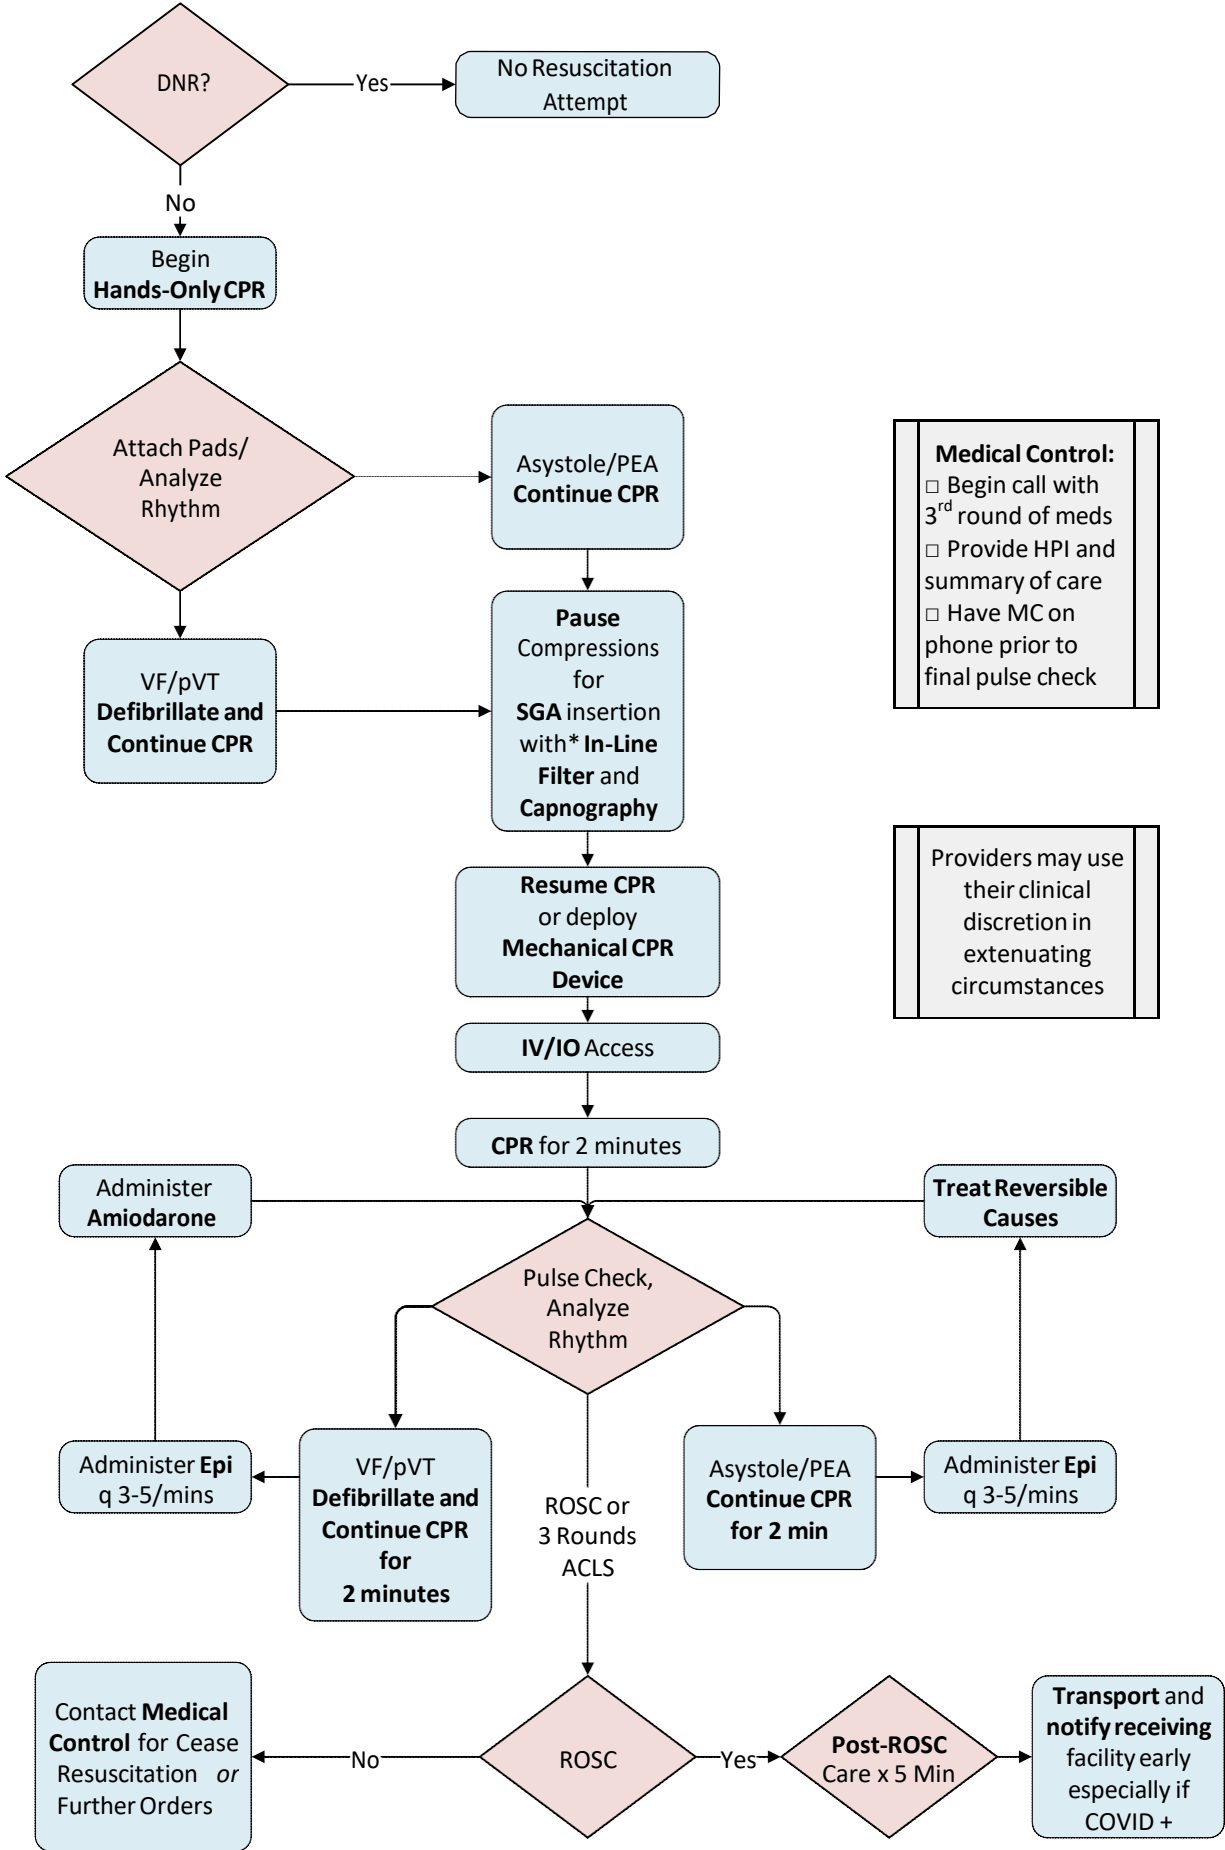 DNR?
Yes
No Resuscitation
Attempt
No
Begin
Hands-Only CPR
Attach Pads/
Analyze
Rhythm
Asystole/PEA
Continue CPR
Medical Control:
□ Begin call with
3rd round of meds
□ Provide HPI and
summary of care
□ Have MC on
phone prior to
final pulse check
VF/pVT
Defibrillate and
Continue CPR
Pause
Compressions
for
SGA insertion
with* In-Line
Filter and
Capnography
Resume CPR
or deploy
Mechanical CPR
Device
Providers may use
their clinical
discretion in
extenuating
circumstances
IV/IO Access
CPR for 2 minutes
Administer
Amiodarone
Treat Reversible
Causes
Pulse Check,
Analyze
Rhythm
Administer Epi
q 3-5/mins
VF/pVT
Defibrillate and
Continue CPR
for
2 minutes
ROSC or
3 Rounds
ACLS
Asystole/PEA
Continue CPR
for 2 min
Administer Epi
q 3-5/mins
Contact Medical
Control for Cease
Resuscitation or
Further Orders
No
ROSC
Yes
Post-ROSC
Care x 5 Min
Transport and
notify receiving
facility early
especially if
COVID +